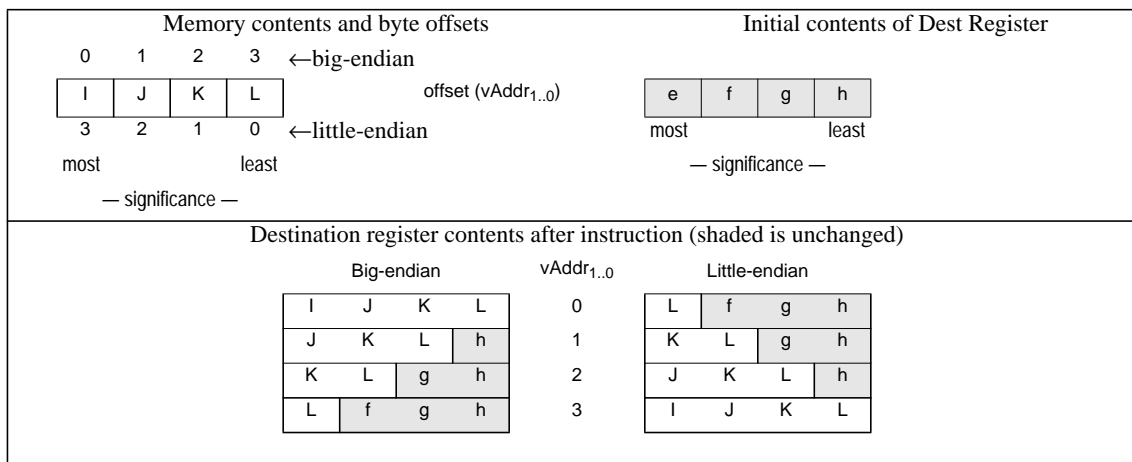 Memory contents and byte offsets
Initial contents of Dest Register
0 1 2 3 ←big-endian
I J K L
offset (vAddr1..0)
e f g h
3 2 1 0 ←little-endian
most least
most least
— significance —
— significance —
Destination register contents after instruction (shaded is unchanged)
Big-endian vAddr1..0 Little-endian
I J K L 0 L f g h
J K L h 1 K L g h
K L g h 2 J K L h
L f g h 3 I J K L